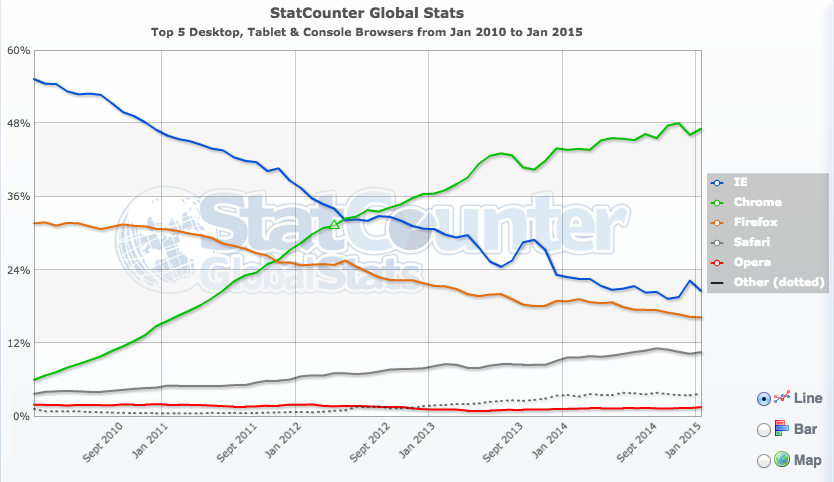 StatCounter Global Stats
Top 5 Desktop, Tablet & Console Browsers from Jan 2010 to Jan 2015
60%
48%
36%
24%
12%
0%
StatCounter
GlobalStats
IE
Chrome
Firefox
Safari
Opera
Other (dotted)
Sept 2010
Jan 2011
Sept 2011
Jan 2012
Sept 2012
Jan 2013
Sept 2013
Jan 2014
Sept 2014
Jan 2015
Line
Bar
Map